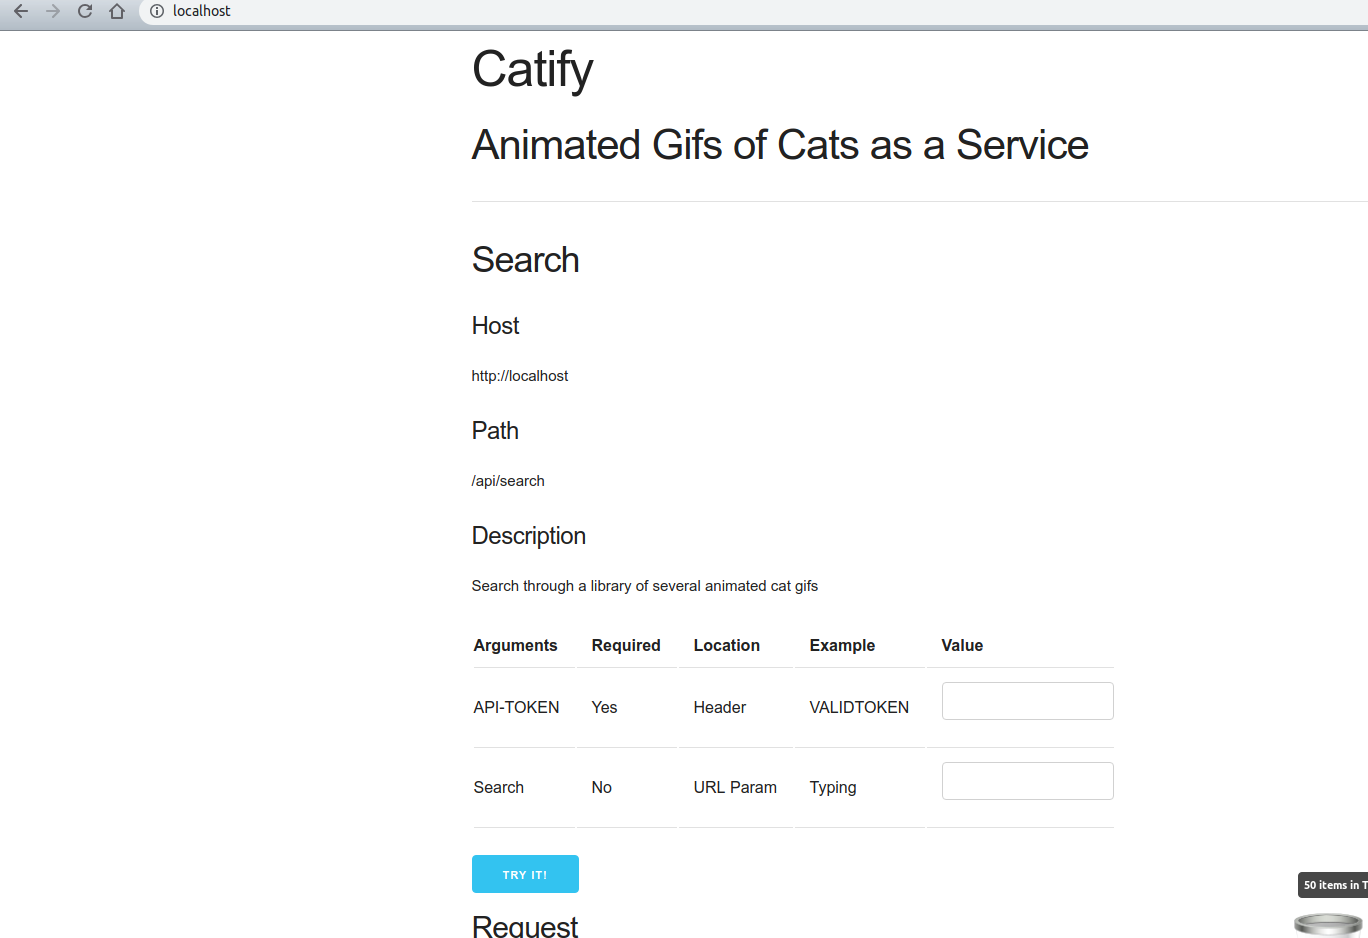 localhost
Catify
Animated Gifs of Cats as a Service
Search
Host
http://localhost
Path
/api/search
Description
Search through a library of several animated cat gifs
Arguments Required Location Example Value
API-TOKEN Yes Header VALIDTOKEN
Search No URL Param Typing
TRY IT!
50 items in T
Request